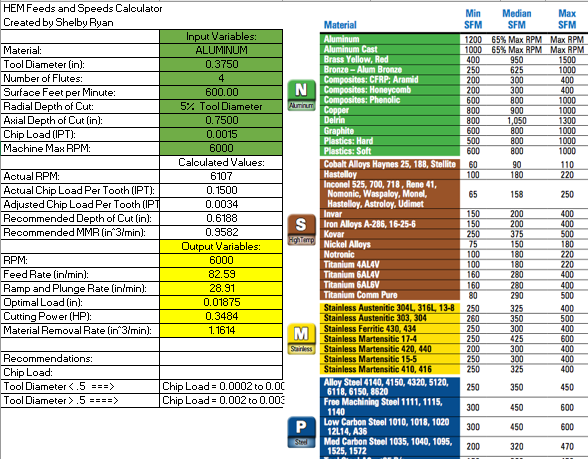 HEM Feeds and Speeds Calculator
Created by Shelby Ryan
Input Variables:
Material: ALUMINUM
Tool Diameter (in): 0.3750
Number of Flutes: 4
Surface Feet per Minute: 600.00
Radial Depth of Cut: 5% Tool Diameter
Axial Depth of Cut (in): 0.7500
Chip Load (IPT): 0.0015
Machine Max RPM: 6000
Calculated Values:
Actual RPM: 6107
Actual Chip Load Per Tooth (IPT): 0.1500
Adjusted Chip Load Per Tooth (IPT 0.0034
Recommended Depth of Cut (in): 0.6188
Recommended MMR (in^3/min): 0.9582
Output Variables:
RPM: 6000
Feed Rate (in/min): 82.59
Ramp and Plunge Rate (in/min): 28.91
Optimal Load (in): 0.01875
Cutting Power (HP): 0.3484
Material Removal Rate (in^3/min): 1.1614
Recommendations:
Chip Load:
Tool Diameter < .5 ===> Chip Load = 0.0002 to 0.00
Tool Diameter > .5 ====> Chip Load = 0.002 to 0.003
Material Min SFM Median SFM Max SFM
N
Aluminum
Aluminum 1200 65% Max RPM Max RPM
Aluminum Cast 1000 65% Max RPM Max RPM
Brass Yellow, Red 400 950 1500
Bronze – Alum Bronze 250 625 1000
Composites: CFRP; Aramid 200 300 400
Composites: Honeycomb 200 300 400
Composites: Phenolic 600 800 1000
Copper 800 900 1000
Delrin 800 1,050 1300
Graphite 600 800 1000
Plastics: Hard 500 800 1000
Plastics: Soft 600 800 1000
S
High Temp
Cobalt Alloys Haynes 25, 188, Stellite 60 90 110
Hastelloy 100 180 220
Inconel 525, 700, 718 , Rene 41,
Nomonic, Waspaloy, Monel,
Hastelloy, Astroloy, Udimet 65 158 250
Invar 150 200 400
Iron Alloys A-286, 16-25-6 150 200 400
Kovar 250 375 500
Nickel Alloys 75 150 180
Notronic 100 180 220
Titanium 4AL4V 100 180 220
Titanium 6AL4V 160 280 400
Titanium 6AL6V 160 280 400
Titanium Comm Pure 80 290 500
M
Stainless
Stainless Austenitic 304L, 316L, 13-8 250 325 400
Stainless Austenitic 303, 304 260 350 500
Stainless Ferritic 430, 434 250 300 400
Stainless Martensitic 17-4 250 425 600
Stainless Martensitic 420, 440 200 300 400
Stainless Martensitic 15-5 250 300 400
Stainless Martensitic 410, 416 250 325 400
P
Steel
Alloy Steel 4140, 4150, 4320, 5120,
6118, 6150, 8620 250 350 450
Free Machining Steel 1111, 1115,
1140 300 450 600
Low Carbon Steel 1010, 1018, 1020
12L14, A36 300 450 600
Med Carbon Steel 1035, 1040, 1095,
1525, 1572 200 320 470